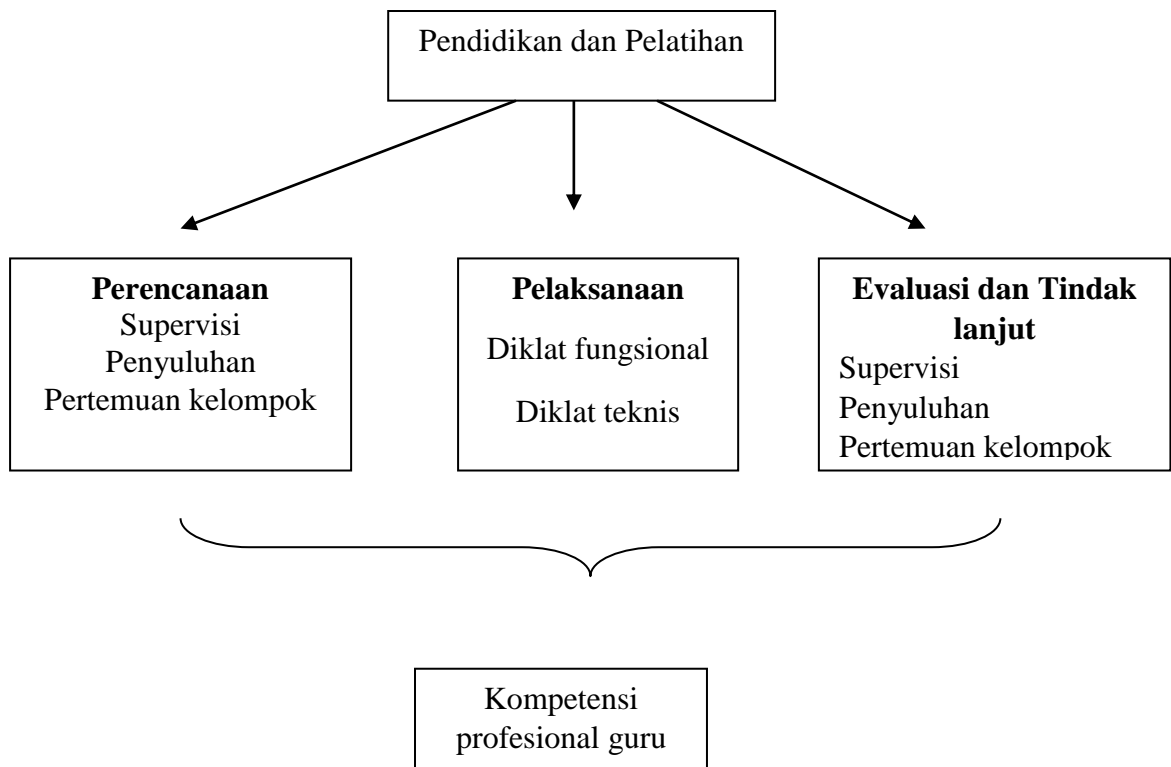 Pendidikan dan Pelatihan
Perencanaan
Supervisi
Penyuluhan
Pertemuan kelompok
Pelaksanaan
Diklat fungsional
Diklat teknis
Evaluasi dan Tindak
lanjut
Supervisi
Penyuluhan
Pertemuan kelompok
Kompetensi
profesional guru